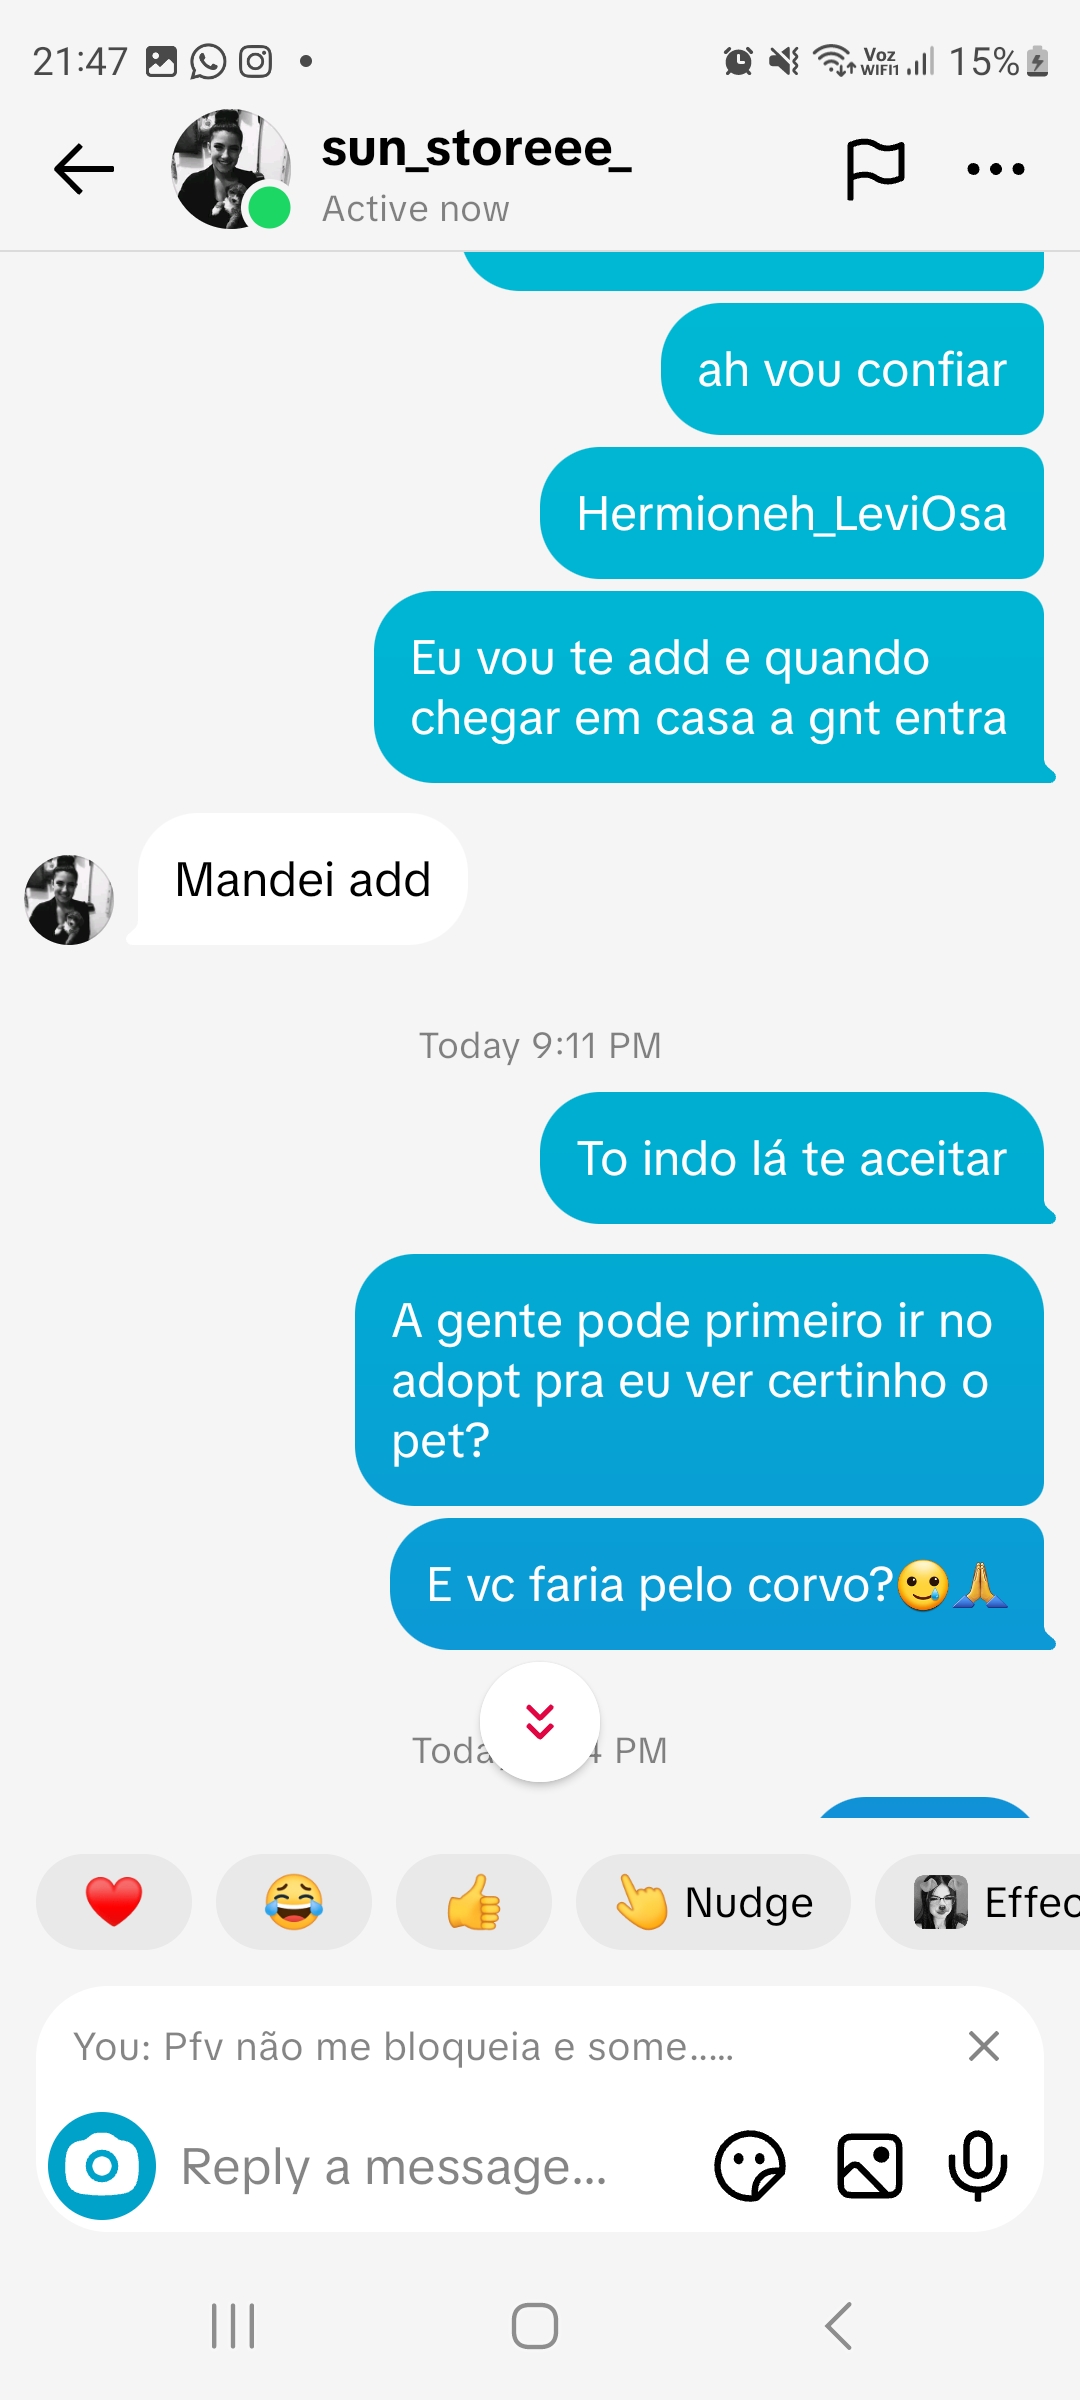 21:47
Voz
WIFI1
15%
sun_storeee_
Active now
ah vou confiar
Hermioneh_LeviOsa
Eu vou te add e quando
chegar em casa a gnt entra
Mandei add
Today 9:11 PM
To indo lá te aceitar
A gente pode primeiro ir no
adopt pra eu ver certinho o
pet?
E vc faria pelo corvo?🥲🙏
PM
Nudge
You: Pfv não me bloqueia e some.....
Reply a message...